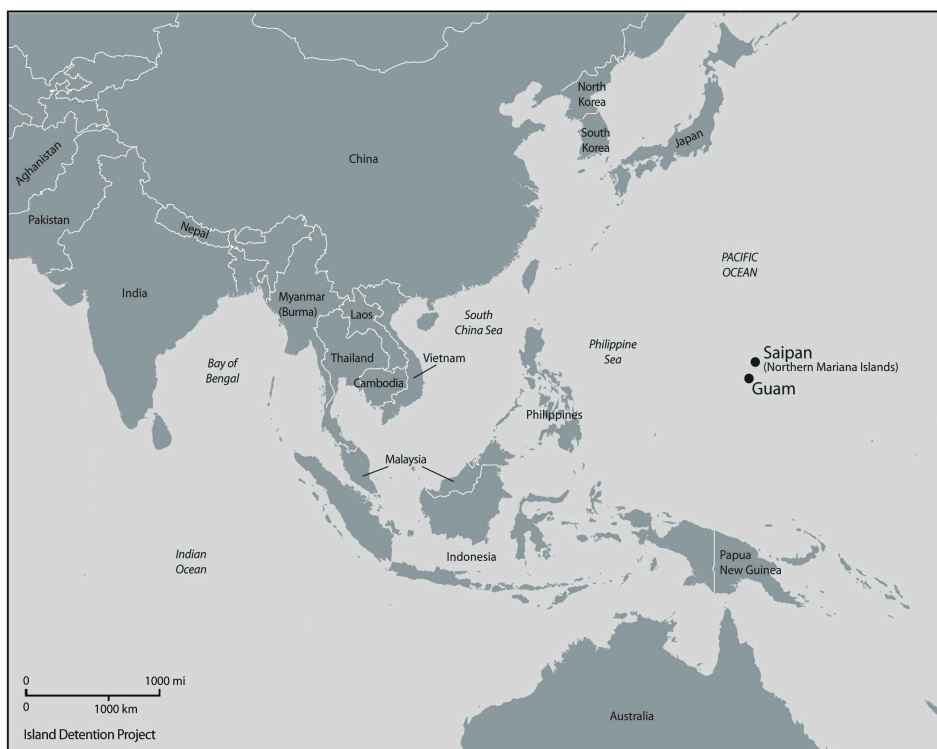 North
Korea
South
Korea
Japan
China
Aghanistan
Pakistan
Nepal
India
Myanmar
(Burma)
Laos
South
China Sea
PACIFIC
OCEAN
Bay of
Bengal
Thailand
Vietnam
Cambodia
Philippine
Sea
Saipan
(Northern Mariana Islands)
Guam
Philippines
Malaysia
Indian
Ocean
Indonesia
Papua
New Guinea
Australia
0
1000 mi
0
1000 km
Island Detention Project